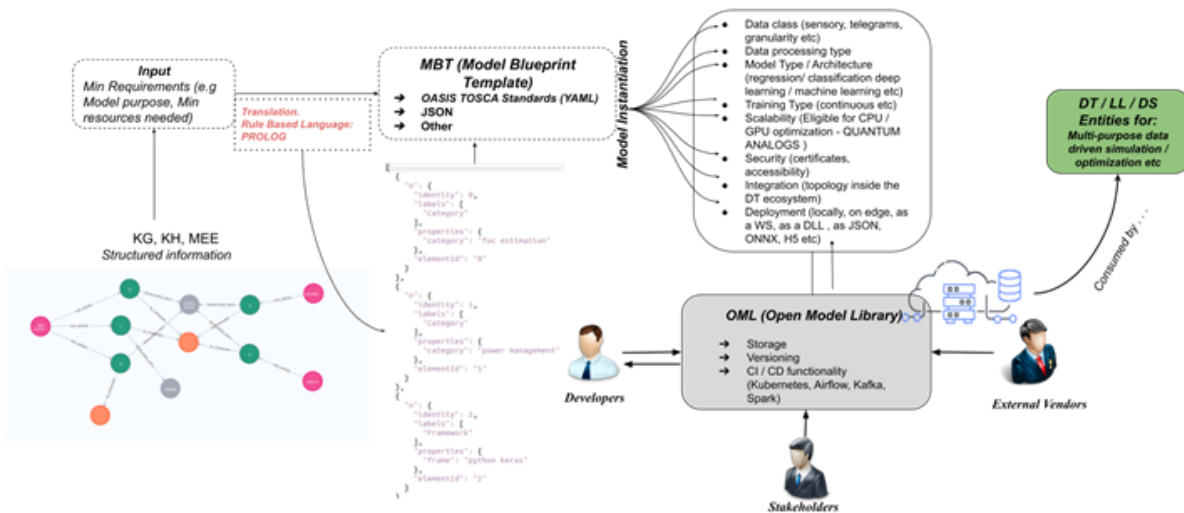 Input
Min Requirements (e.g
Model purpose, Min
resources needed)
Translation.
Rule Based Language:
PROLOG
KG, KH, MEE
Structured information
MBT (Model Blueprint
Template)
➔ OASIS TOSCA Standards (YAML)
➔ JSON
➔ Other
[
{
"n": {
"identity": 0,
"labels": [
"Category"
],
"properties": {
"category": "foc estimation"
},
"elementId": "0"
}
},
{
"n": {
"identity": 1,
"labels": [
"Category"
],
"properties": {
"category": "power management"
},
"elementId": "1"
}
},
{
"n": {
"identity": 2,
"labels": [
"Framework"
],
"properties": {
"frame": "python keras"
},
"elementId": "2"
}
},
Model Instantiation
● Data class (sensory, telegrams,
granularity etc)
● Data processing type
● Model Type / Architecture
(regression/ classification deep
learning / machine learning etc)
● Training Type (continuous etc)
● Scalability (Eligible for CPU /
GPU optimization - QUANTUM
ANALOGS )
● Security (certificates,
accessibility)
● Integration (topology inside the
DT ecosystem)
● Deployment (locally, on edge, as
a WS, as a DLL , as JSON,
ONNX, H5 etc)
OML (Open Model Library)
➔ Storage
➔ Versioning
➔ CI / CD functionality
(Kubernetes, Airflow, Kafka,
Spark)
Developers
Stakeholders
External Vendors
Consumed by . . .
DT / LL / DS
Entities for:
Multi-purpose data
driven simulation /
optimization etc